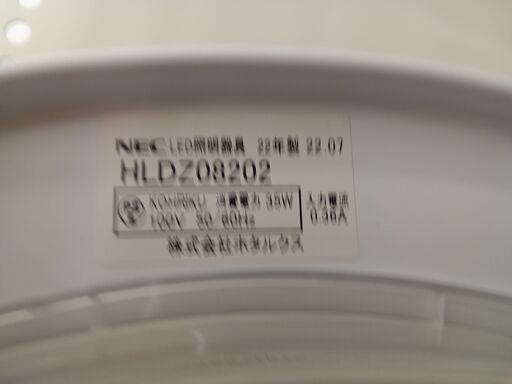 NEC LED照明器具 22年製 22.07
HLDZ08202
KOHRIKU 消費電力 35W 入力電流
100V 50/60Hz 0.36A
株式会社ホタルクス